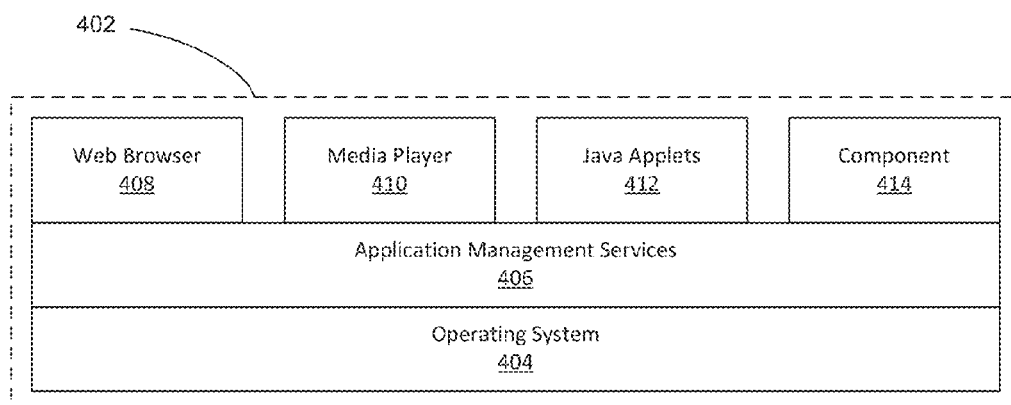 402
Web Browser
408
Media Player
410
Java Applets
412
Component
414
Application Management Services
406
Operating System
404